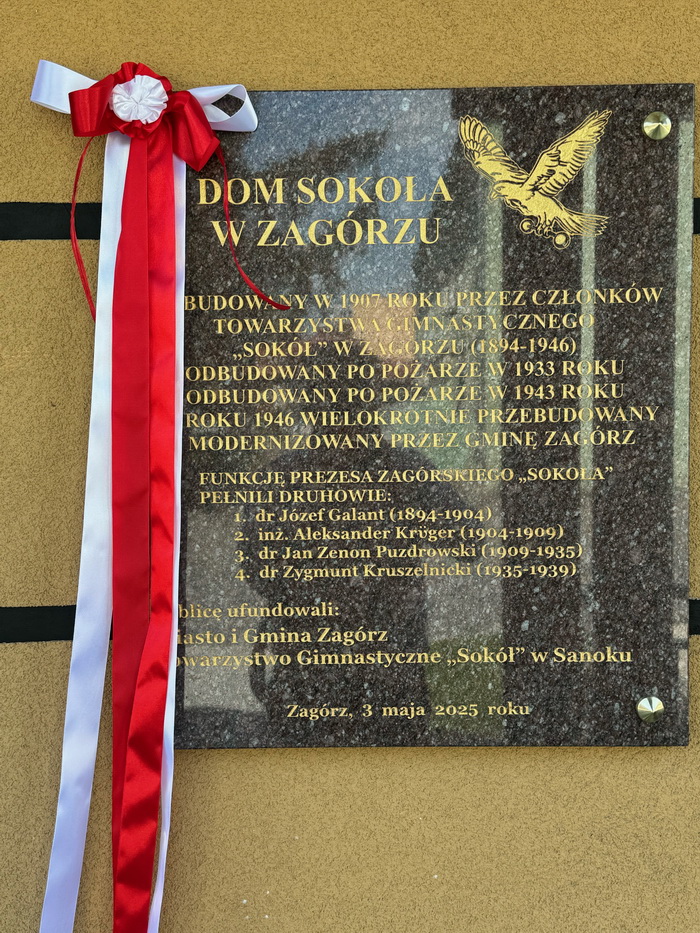 DOM SOKOŁA
W ZAGÓRZU
BUDOWANY W 1907 ROKU PRZEZ CZŁONKÓW
TOWARZYSTWA GIMNASTYCZNEGO
„SOKÓŁ” W ZAGÓRZU (1894-1946)
ODBUDOWANY PO POŻARZE W 1933 ROKU
ODBUDOWANY PO POŻARZE W 1943 ROKU
ROKU 1946 WIELOKROTNIE PRZEBUDOWANY
MODERNIZOWANY PRZEZ GMINĘ ZAGÓRZ
FUNKCJĘ PREZESA ZAGÓRSKIEGO „SOKOŁA”
PEŁNILI DRUHOWIE:
1. dr Józef Galant (1894-1904)
2. inż. Aleksander Krüger (1904-1909)
3. dr Jan Zenon Puzdrowski (1909-1935)
4. dr Zygmunt Kruszelnicki (1935-1939)
blicę ufundowali:
iasto i Gmina Zagórz
owarzystwo Gimnastyczne „Sokół” w Sanoku
Zagórz, 3 maja 2025 roku